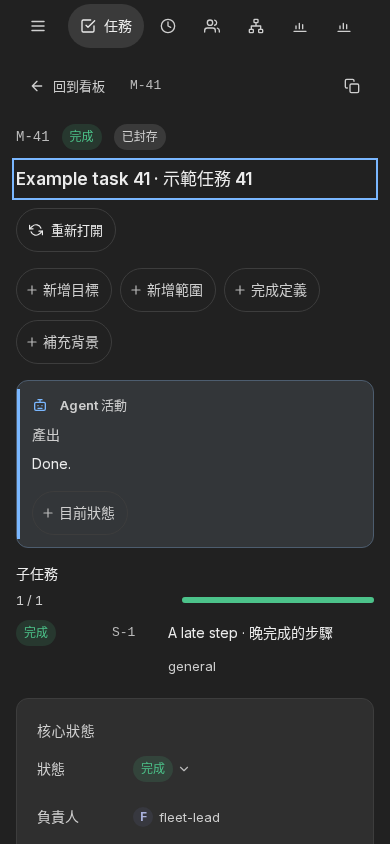 任務
回到看板 M-41
M-41 完成 已封存
Example task 41 · 示範任務 41
重新打開
新增目標 新增範圍 完成定義
補充背景
Agent 活動
產出
Done.
目前狀態
子任務
1 / 1
完成 S-1 A late step · 晚完成的步驟
general
核心狀態
狀態 完成
負責人 F fleet-lead